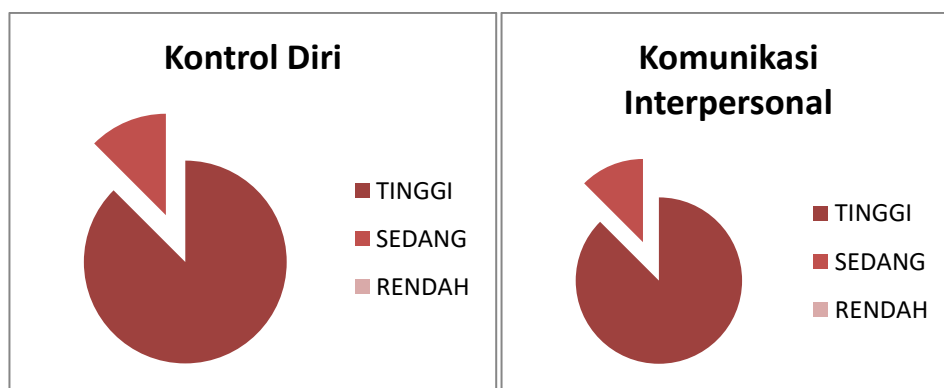 Kontrol Diri
TINGGI
SEDANG
RENDAH
Komunikasi
Interpersonal
TINGGI
SEDANG
RENDAH